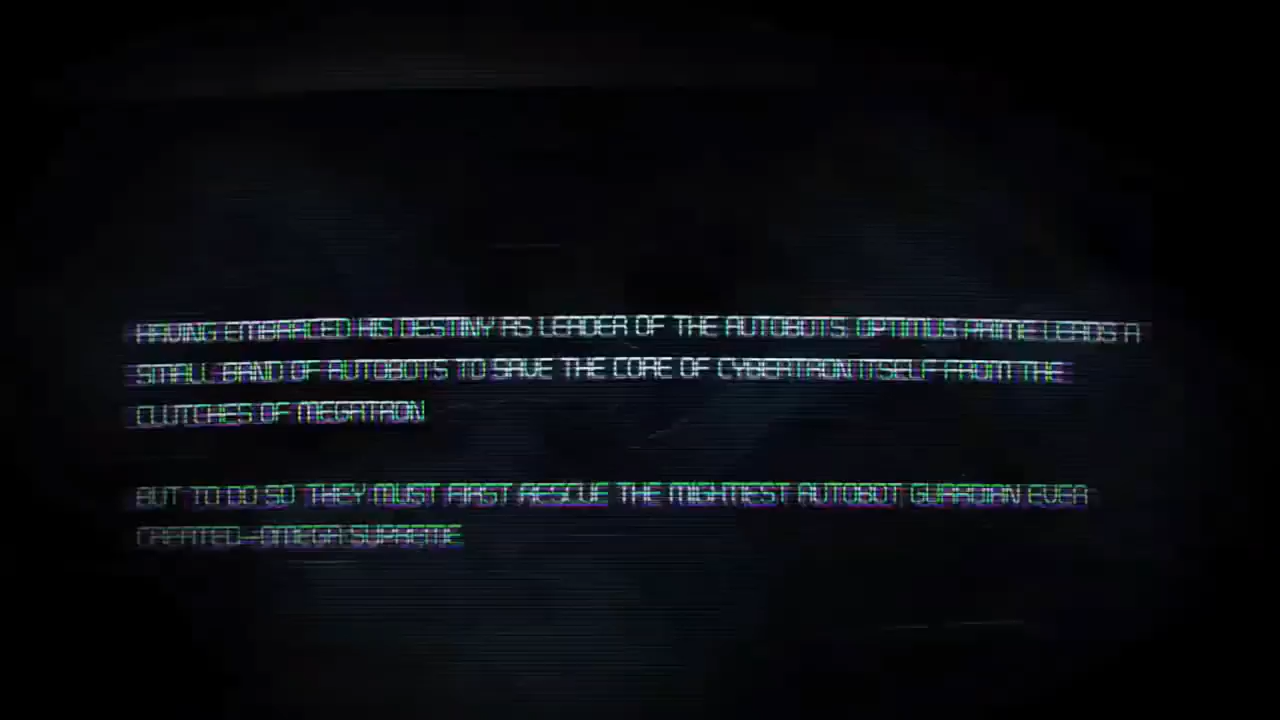 HAVING EMBRACED HIS DESTINY AS LEADER OF THE AUTOBOTS, OPTIMUS PRIME LEADS A
SMALL BAND OF AUTOBOTS TO SAVE THE CORE OF CYBERTRON ITSELF FROM THE
CLUTCHES OF MEGATRON
BUT TO DO SO THEY MUST FIRST RESCUE THE MIGHTIEST AUTOBOT GUARDIAN EVER
CREATED—OMEGA SUPREME